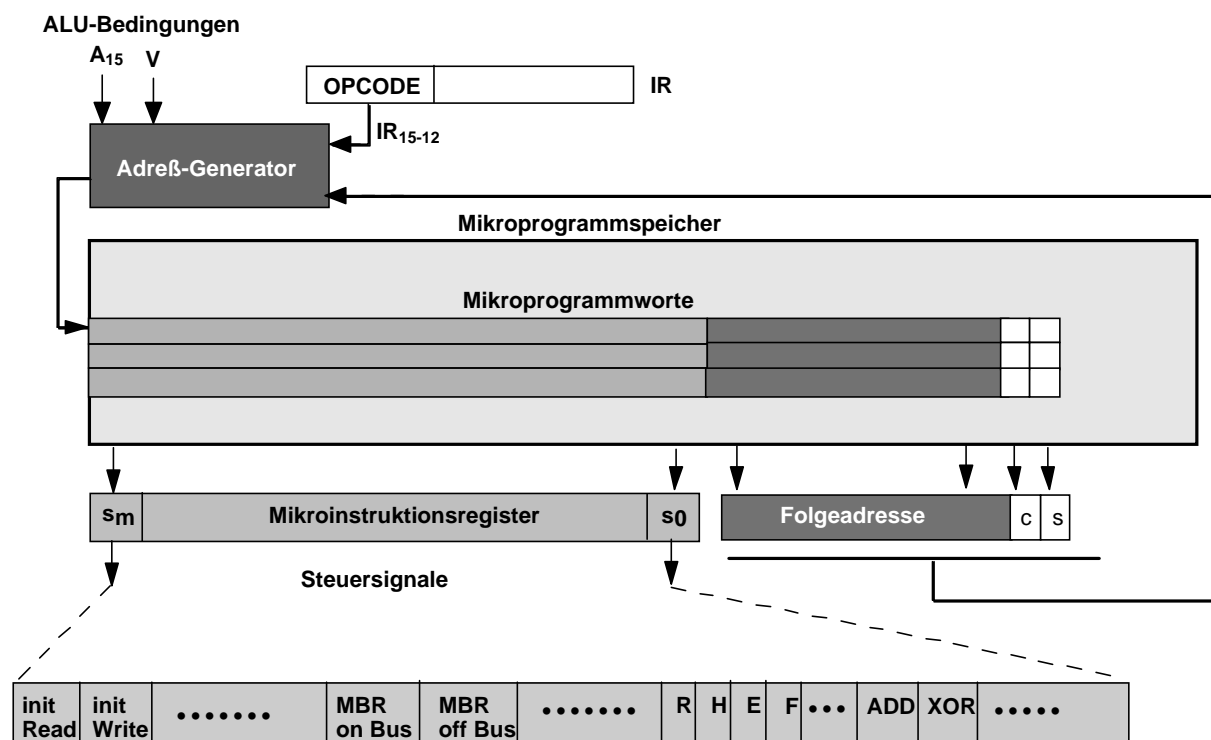 ALU-Bedingungen
A15 V
OPCODE IR
IR15-12
Adreß-Generator
Mikroprogrammspeicher
Mikroprogrammworte
sm Mikroinstruktionsregister s0 Folgeadresse c s
Steuersignale
init Read
init Write
•••••••
MBR on Bus
MBR off Bus
•••••••
R H E F ••• ADD XOR •••••